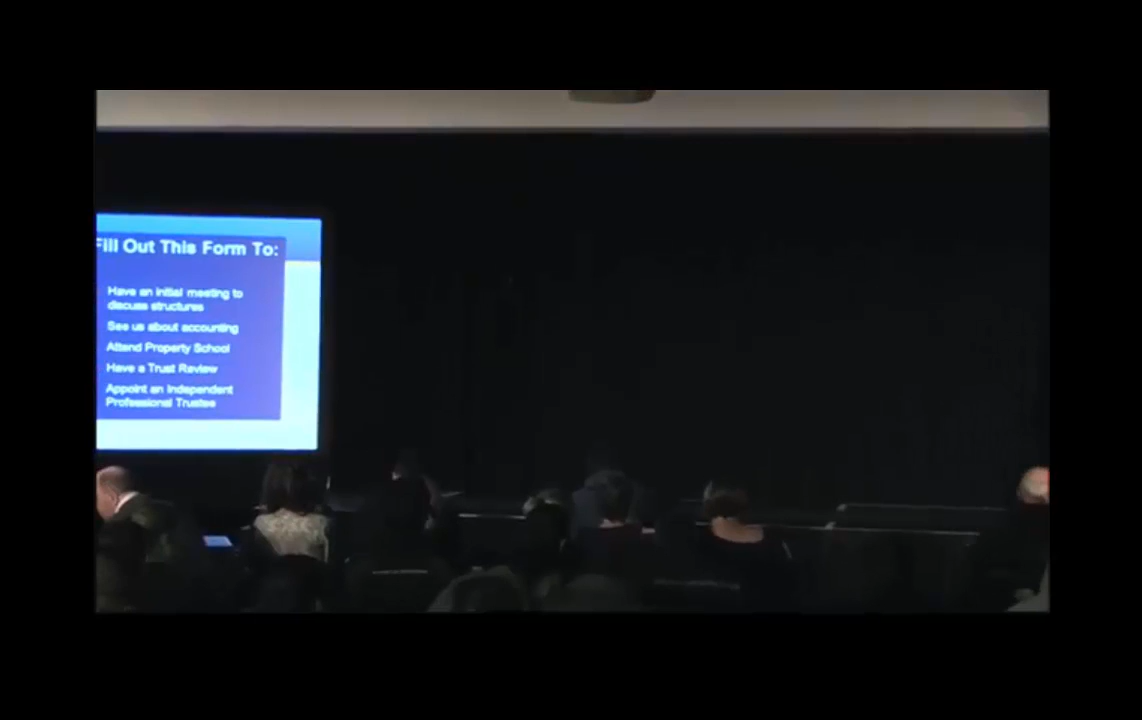 Fill Out This Form To:
Have an initial meeting to
discuss structures
See us about accounting
Attend Property School
Have a Trust Review
Appoint an Independent
Professional Trustee